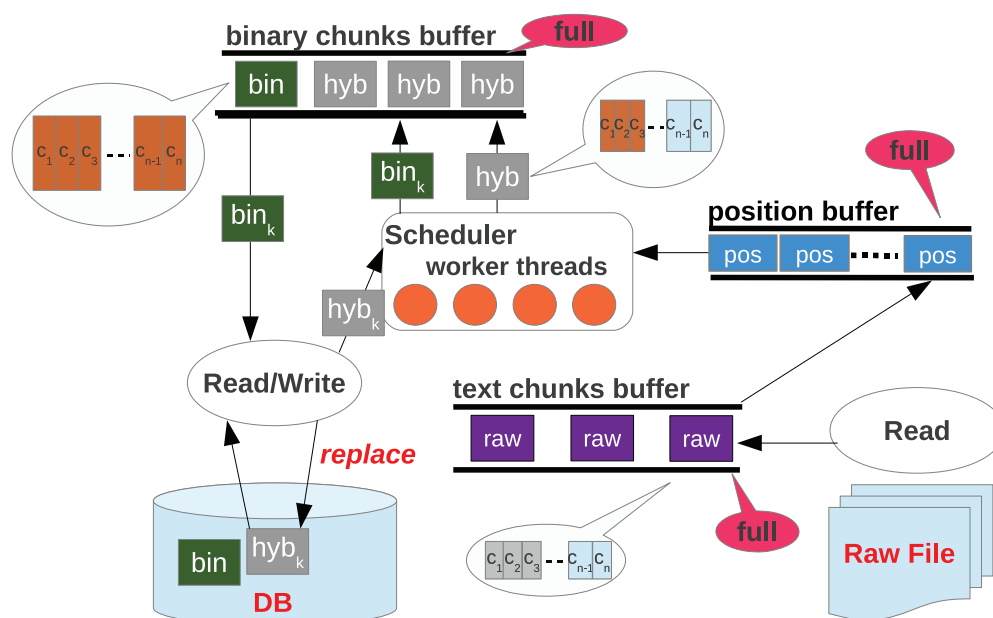 full
binary chunks buffer
bin hyb hyb hyb
c1 c2 c3 cn-1 cn
c1 c2 c3 cn-1 cn
bink
hyb
full
bink
position buffer
Scheduler
pos pos pos
worker threads
hybk
Read/Write
text chunks buffer
raw raw raw
Read
replace
full
bin
hybk
c1 c2 c3 cn-1 cn
Raw File
DB